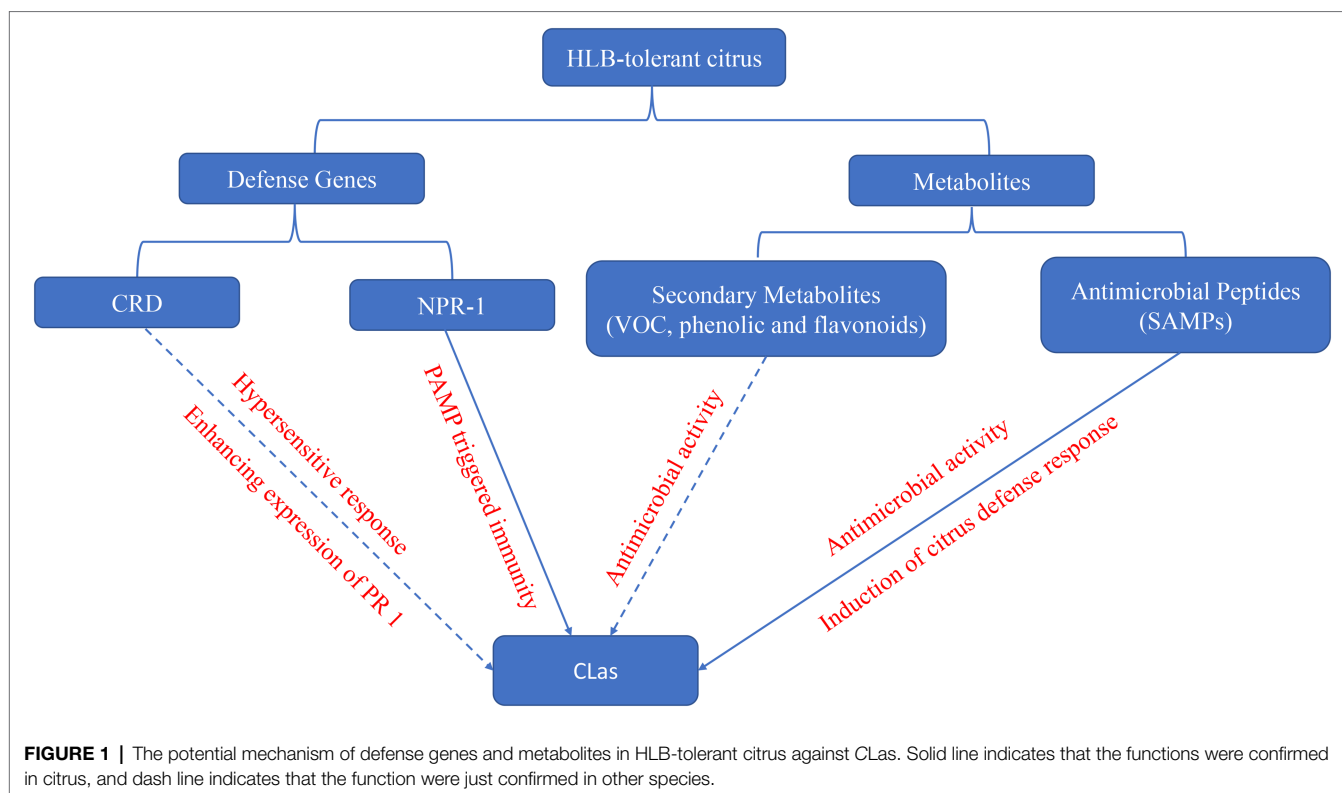 HLB-tolerant citrus
Defense Genes
Metabolites
CRD
NPR-1
Secondary Metabolites
(VOC, phenolic and flavonoids)
Antimicrobial Peptides
(SAMPs)
Hypersensitive response
Enhancing expression of PR 1
PAMP triggered immunity
Antimicrobial activity
Antimicrobial activity
Induction of citrus defense response
CLas
FIGURE 1 | The potential mechanism of defense genes and metabolites in HLB-tolerant citrus against CLas. Solid line indicates that the functions were confirmed
in citrus, and dash line indicates that the function were just confirmed in other species.